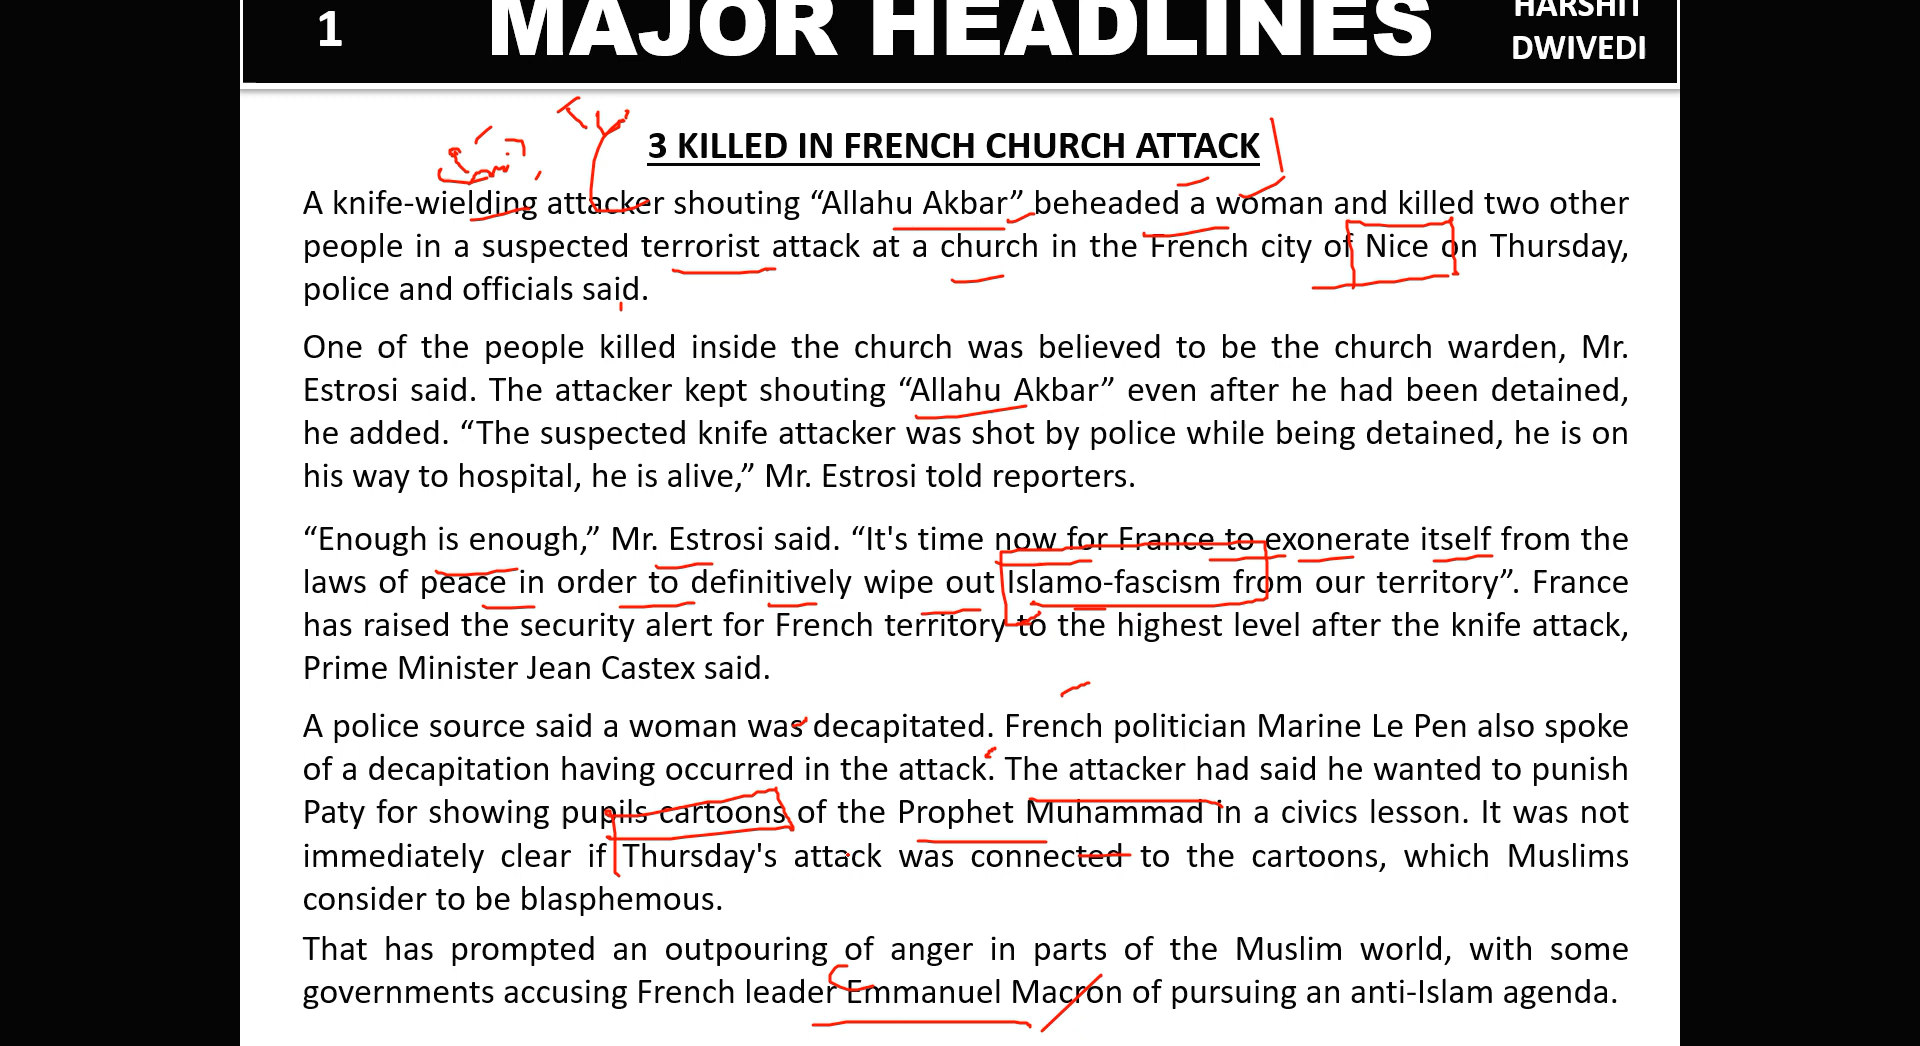 1
MAJOR HEADLINES
HARSHIT
DWIVEDI
3 KILLED IN FRENCH CHURCH ATTACK
A knife-wielding attacker shouting “Allahu Akbar” beheaded a woman and killed two other
people in a suspected terrorist attack at a church in the French city of Nice on Thursday,
police and officials said.
One of the people killed inside the church was believed to be the church warden, Mr.
Estrosi said. The attacker kept shouting “Allahu Akbar” even after he had been detained,
he added. “The suspected knife attacker was shot by police while being detained, he is on
his way to hospital, he is alive,” Mr. Estrosi told reporters.
“Enough is enough,” Mr. Estrosi said. “It's time now for France to exonerate itself from the
laws of peace in order to definitively wipe out Islamo-fascism from our territory”. France
has raised the security alert for French territory to the highest level after the knife attack,
Prime Minister Jean Castex said.
A police source said a woman was decapitated. French politician Marine Le Pen also spoke
of a decapitation having occurred in the attack. The attacker had said he wanted to punish
Paty for showing pupils cartoons of the Prophet Muhammad in a civics lesson. It was not
immediately clear if Thursday's attack was connected to the cartoons, which Muslims
consider to be blasphemous.
That has prompted an outpouring of anger in parts of the Muslim world, with some
governments accusing French leader Emmanuel Macron of pursuing an anti-Islam agenda.